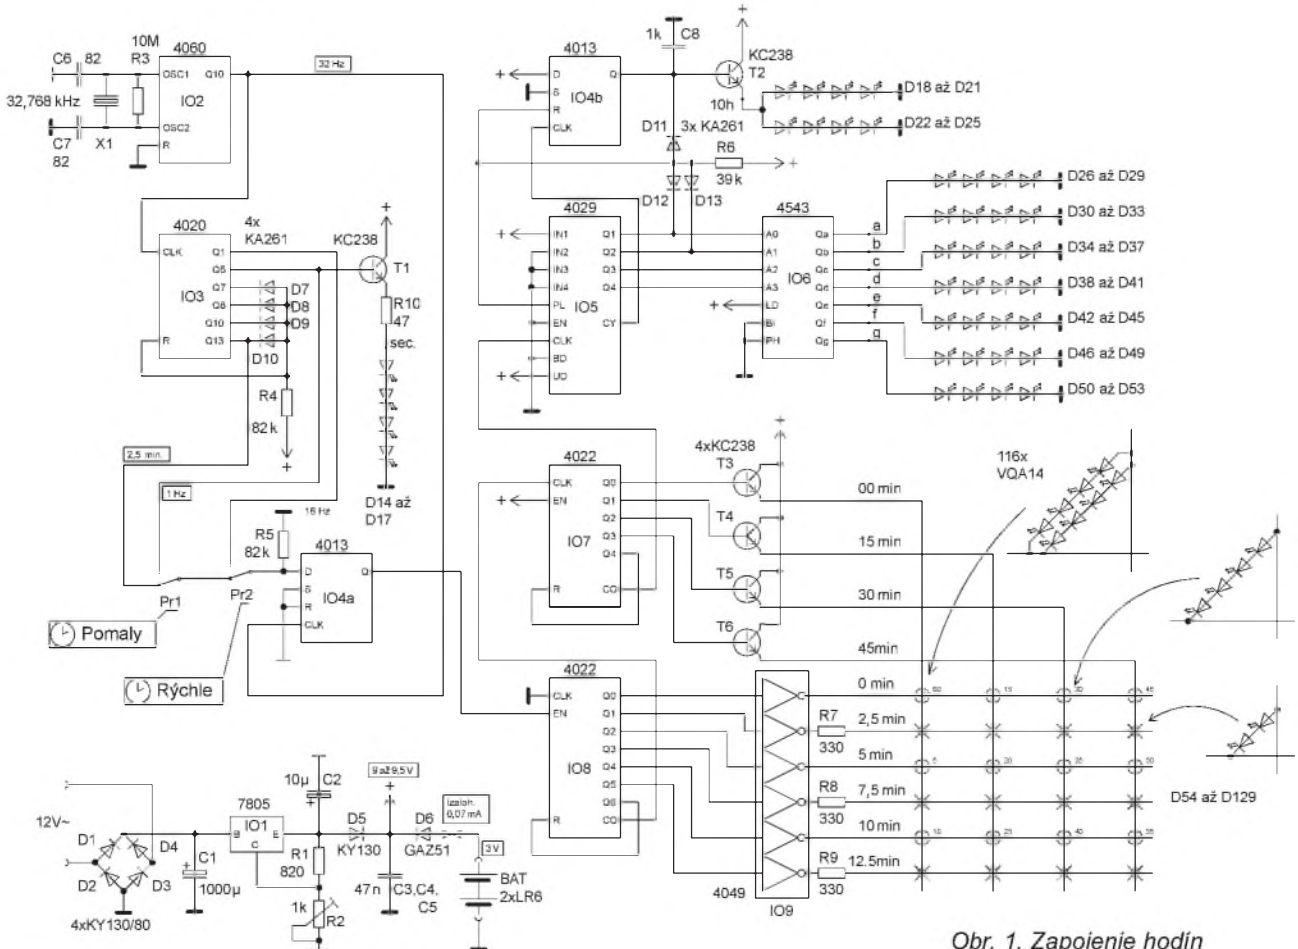 C6
82
10M
R3
4060
OSC1
Q10
IO2
32,768 kHz
OSC2
R
C7
82
X1
32 Hz
4020
4x
KA261
CLK
Q1
Q5
IO3
Q7
Q8
Q10
Q13
R
D7
D8
D9
D10
R4
82k
KC238
+
T1
R10
47
sec.
D14 až
D17
2,5 min.
1 Hz
16 Hz
R5
82k
4013
D
Q
S
R
CLK
IO4a
Pr1
Pr2
Pomaly
Rýchle
12V~
D1
D4
D2
D3
4xKY130/80
C1
1000µ
7805
IO1
B
E
C
10µ
C2
R1
820
1k
R2
D5
KY130
9až9,5V
+
D6
GAZ51
47n
C3,C4,
C5
Izaloh.
0,07mA
3V
BAT
2xLR6
1k
C8
4013
D
Q
S
R
CLK
IO4b
KC238
T2
10h
D18 až D21
D22 až D25
D11
3x KA261
R6
39k
D12
D13
4029
IN1
Q1
IN2
Q2
IN3
Q3
IN4
Q4
IO5
PL
EN
CY
CLK
BD
UD
4543
A0
Qa
A1
Qb
A2
Qc
A3
Qd
IO6
LD
Qe
BI
Qf
PH
Qg
a
b
c
d
e
f
g
D26 až D29
D30 až D33
D34 až D37
D38 až D41
D42 až D45
D46 až D49
D50 až D53
4022
CLK
Q0
EN
Q1
Q2
Q3
Q4
IO7
R
CO
4xKC238
T3
T4
T5
T6
00 min
15 min
30 min
45min
116x
VQA14
4022
CLK
Q0
EN
Q1
Q2
Q3
Q4
Q5
Q6
IO8
R
CO
0 min
R7
330
2,5 min
5 min
R8
330
7,5 min
10 min
R9
330
12.5min
4049
IO9
D54 až D129
Obr. 1. Zapojenie hodín